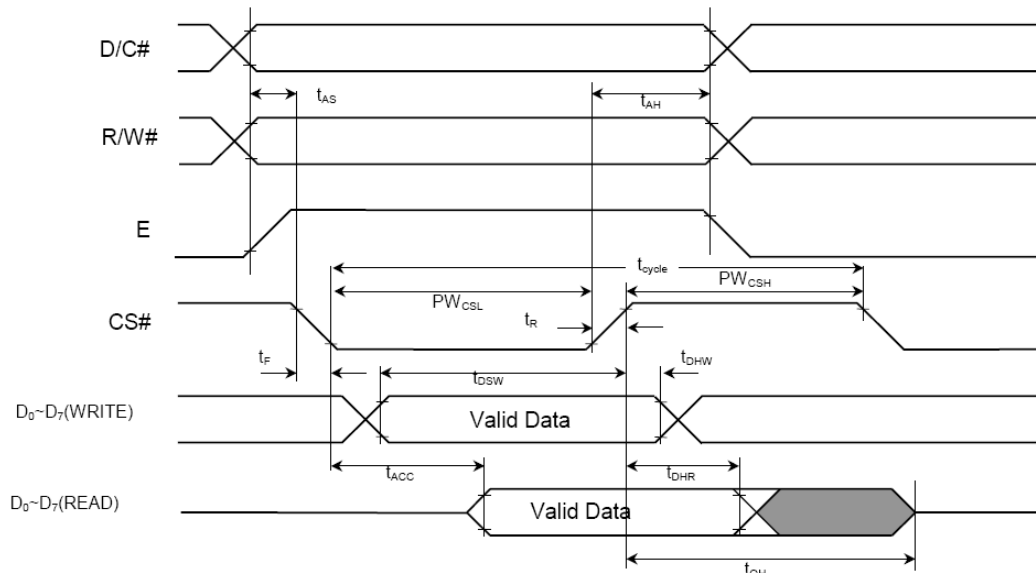 D/C#
tAS
tAH
R/W#
E
tcycle
PWCSL
PWCSH
CS#
tR
tF
tDSW
tDHW
D0~D7(WRITE)
Valid Data
tACC
tDHR
D0~D7(READ)
Valid Data